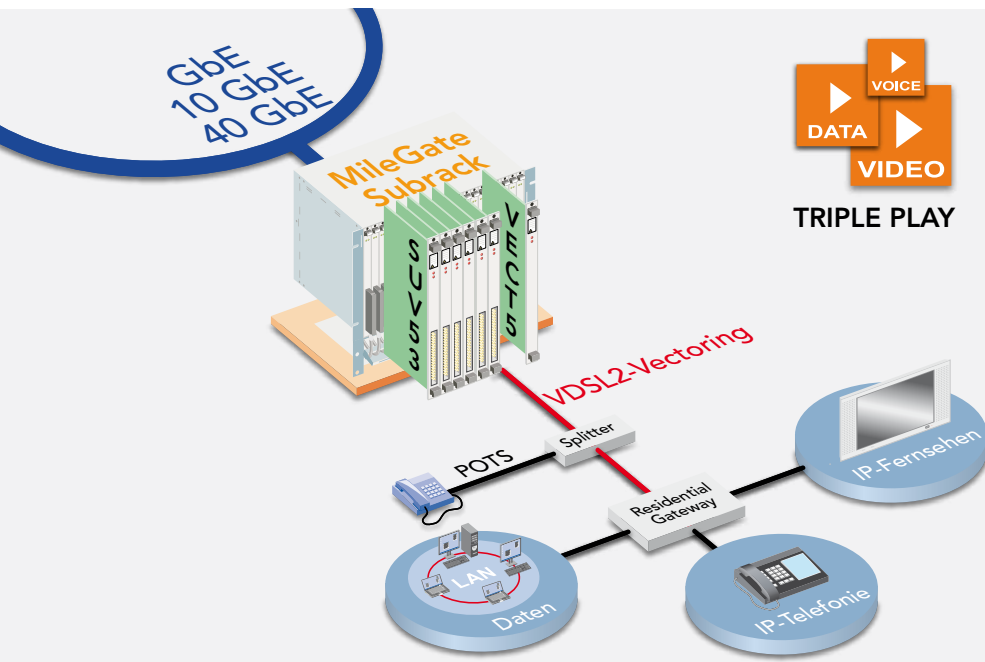 GbE
10 GbE
40 GbE
MileGate
Subrack
SUV53
VECT5
VOICE
DATA
VIDEO
TRIPLE PLAY
VDSL2-Vectoring
Splitter
POTS
IP-Fernsehen
Residential
Gateway
LAN
Daten
IP-Telefonie